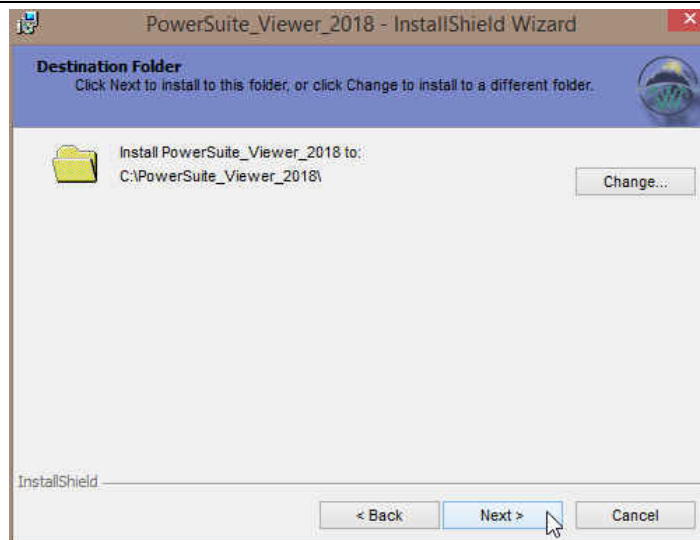 PowerSuite_Viewer_2018 - InstallShield Wizard
Destination Folder
Click Next to install to this folder, or click Change to install to a different folder.
Install PowerSuite_Viewer_2018 to:
C:\PowerSuite_Viewer_2018\
Change...
InstallShield
< Back
Next >
Cancel